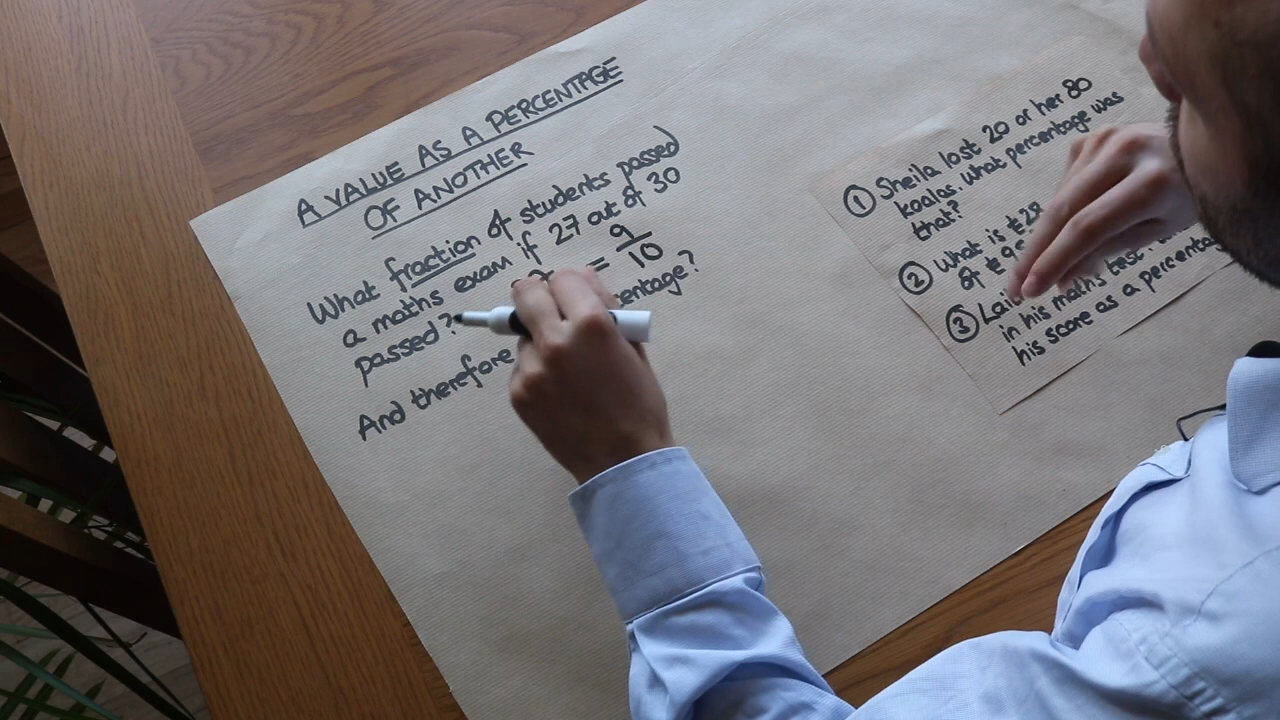 A VALUE AS A PERCENTAGE
OF ANOTHER
What fraction of students passed
a maths exam if 27 out of 30
passed? = 9/10
And therefore
① Sheila lost 20 or her 80
koalas. What percentage was
that?
② What is
of
③
in his maths test.
his score as a percentage